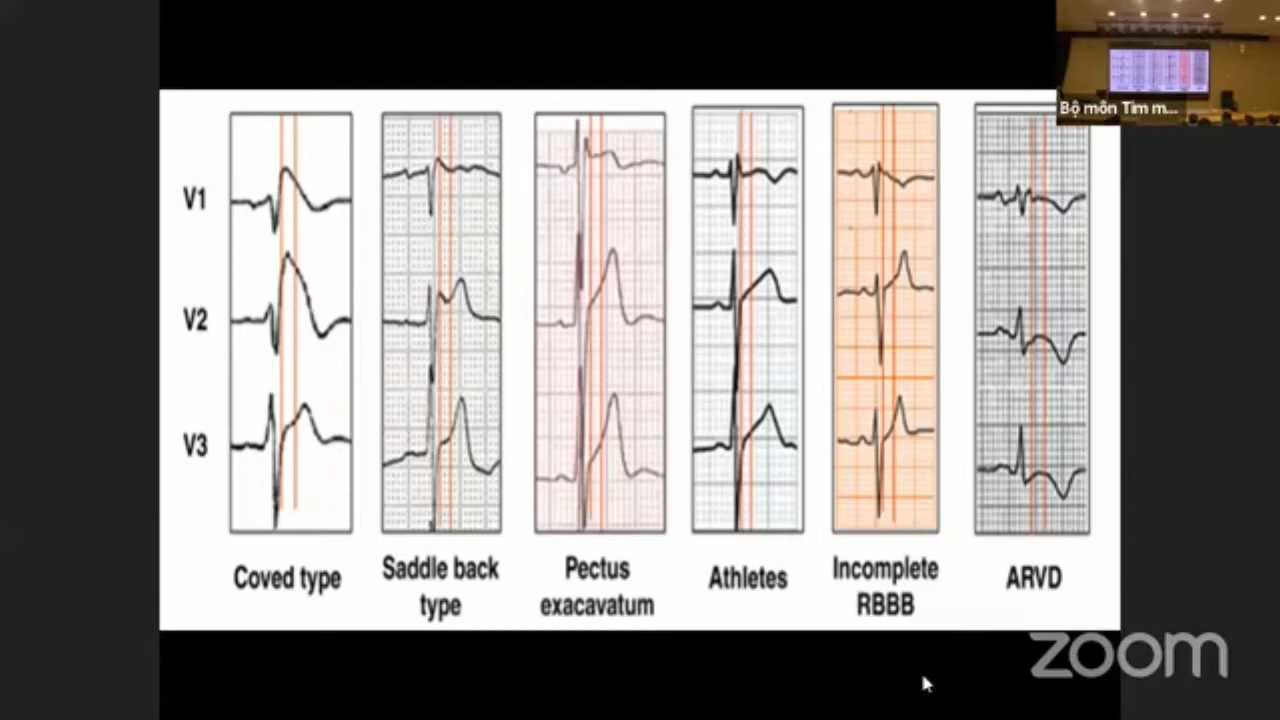 Bộ môn Tim m...
V1
V2
V3
Coved type
Saddle back
type
Pectus
exacavatum
Athletes
Incomplete
RBBB
ARVD
zoom